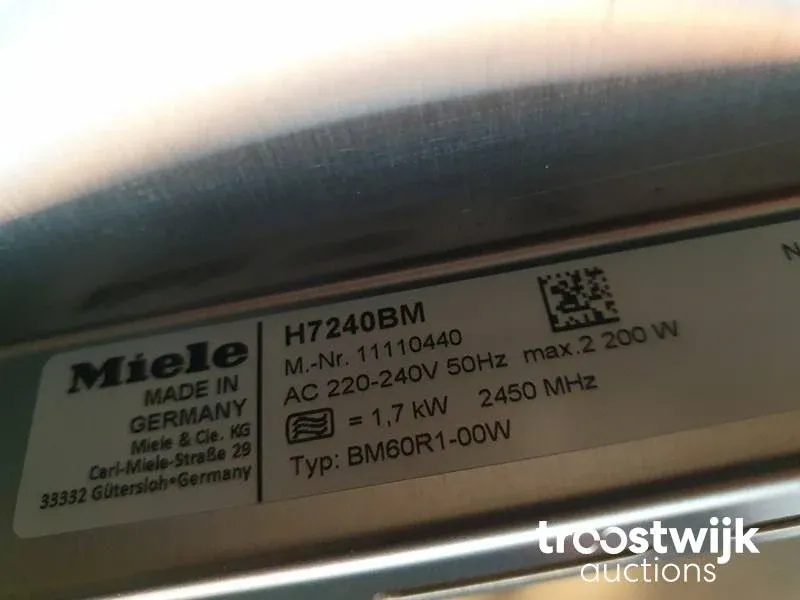 Miele
MADE IN
GERMANY
Miele & Cie. KG
Carl-Miele-Straße 29
33332 Gütersloh•Germany
H7240BM
M.-Nr. 11110440
AC 220-240V 50Hz max.2 200 W
= 1,7 kW 2450 MHz
Typ: BM60R1-00W
N
troostwijk
auctions